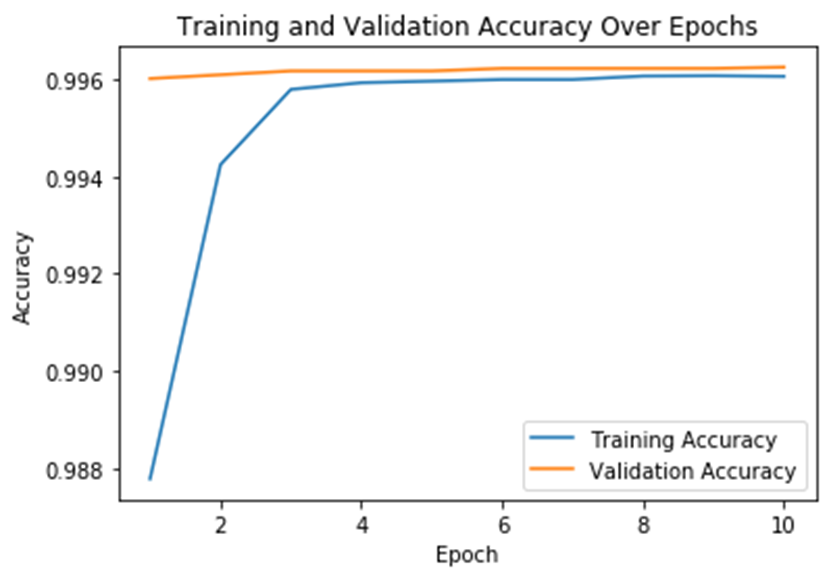 Training and Validation Accuracy Over Epochs
0.996
0.994
0.992
0.990
0.988
Accuracy
Training Accuracy
Validation Accuracy
2 4 6 8 10
Epoch